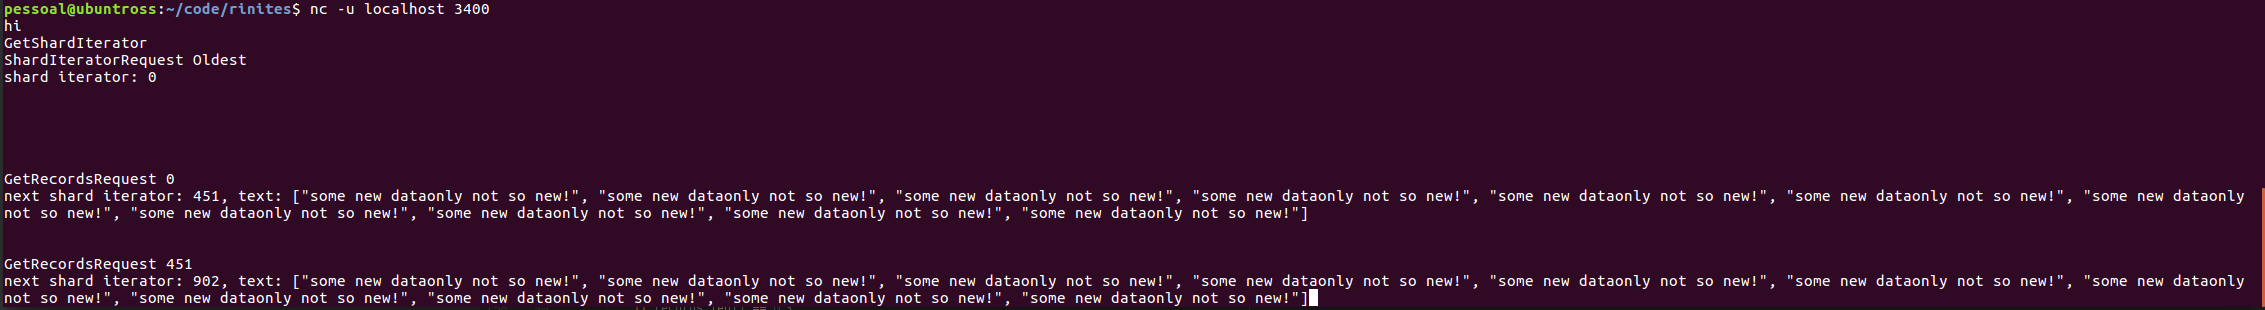 pessoal@ubuntross:~/code/rinites$ nc -u localhost 3400
hi
GetShardIterator
ShardIteratorRequest Oldest
shard iterator: 0
GetRecordsRequest 0
next shard iterator: 451, text: ["some new dataonly not so new!", "some new dataonly not so new!", "some new dataonly not so new!", "some new dataonly not so new!", "some new dataonly not so new!", "some new dataonly not so new!", "some new dataonly
not so new!", "some new dataonly not so new!", "some new dataonly not so new!", "some new dataonly not so new!", "some new dataonly not so new!"]
GetRecordsRequest 451
next shard iterator: 902, text: ["some new dataonly not so new!", "some new dataonly not so new!", "some new dataonly not so new!", "some new dataonly not so new!", "some new dataonly not so new!", "some new dataonly not so new!", "some new dataonly
not so new!", "some new dataonly not so new!", "some new dataonly not so new!", "some new dataonly not so new!", "some new dataonly not so new!"]